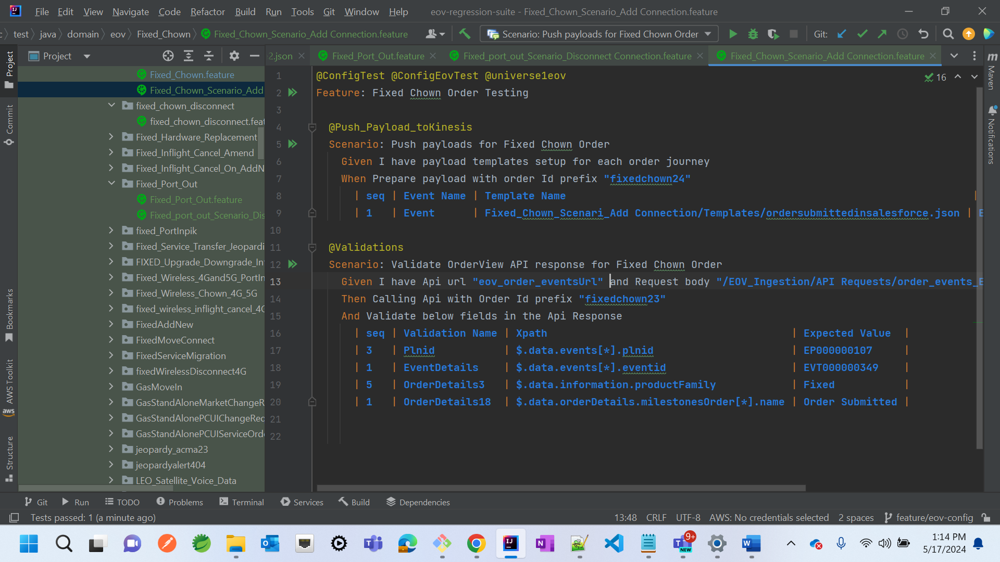 File Edit View Navigate Code Refactor Build Run Tools Git Window Help eov-regression-suite - Fixed_Chown_Scenario_Add Connection.feature
test java domain eov Fixed_Chown Fixed_Chown_Scenario_Add Connection.feature Scenario: Push payloads for Fixed Chown Order Git:
Project 2.json Fixed_Port_Out.feature Fixed_port_out_Scenario_Disconnect Connection.feature Fixed_Chown_Scenario_Add Connection.feature
Project
Commit
Bookmarks
AWS Toolkit
aws
Structure
Fixed_Chown.feature
Fixed_Chown_Scenario_Add
fixed_chown_disconnect
fixed_chown_disconnect.feat
Fixed_Hardware_Replacement
Fixed_Inflight_Cancel_Amend
Fixed_Inflight_Cancel_On_AddN
Fixed_Port_Out
Fixed_Port_Out.feature
Fixed_port_out_Scenario_Dis
fixed_PortInpik
Fixed_Service_Transfer_Jeopardi
FIXED_Upgrade_Downgrade_In
Fixed_Wireless_4Gand5G_PortIn
Fixed_Wireless_Chown_4G_5G
fixed_wireless_inflight_cancel_4G
FixedAddNew
FixedMoveConnect
FixedServiceMigration
fixedWirelessDisconnect4G
GasMoveIn
GasStandAloneMarketChangeR
GasStandAlonePCUIChangeRec
GasStandAlonePCUIServiceOrd
jeopardy_acma23
jeopardyalert404
LEO_Satellite_Voice_Data
1 @ConfigTest @ConfigEovTest @universe1eov
16
2 Feature: Fixed Chown Order Testing
3
4 @Push_Payload_toKinesis
5 Scenario: Push payloads for Fixed Chown Order
6 Given I have payload templates setup for each order journey
7 When Prepare payload with order Id prefix "fixedchown24"
8 | seq | Event Name | Template Name |
9 | 1 | Event | Fixed_Chown_Scenari_Add Connection/Templates/ordersubmittedinsalesforce.json | E
10
11 @Validations
12 Scenario: Validate OrderView API response for Fixed Chown Order
13 Given I have Api url "eov_order_eventsUrl" and Request body "/EOV_Ingestion/API Requests/order_events_E
14 Then Calling Api with Order Id prefix "fixedchown23"
15 And Validate below fields in the Api Response
16 | seq | Validation Name | Xpath | Expected Value |
17 | 3 | Plnid | $.data.events[*].plnid | EP000000107 |
18 | 1 | EventDetails | $.data.events[*].eventid | EVT000000349 |
19 | 5 | OrderDetails3 | $.data.information.productFamily | Fixed |
20 | 1 | OrderDetails18 | $.data.orderDetails.milestonesOrder[*].name | Order Submitted |
21
22
m
Maven
Notifications
Git Run TODO Problems Terminal Services Build Dependencies
Tests passed: 1 (a minute ago) 13:48 CRLF UTF-8 AWS: No credentials selected 2 spaces feature/eov-config
9+
NEW
1:14 PM
5/17/2024